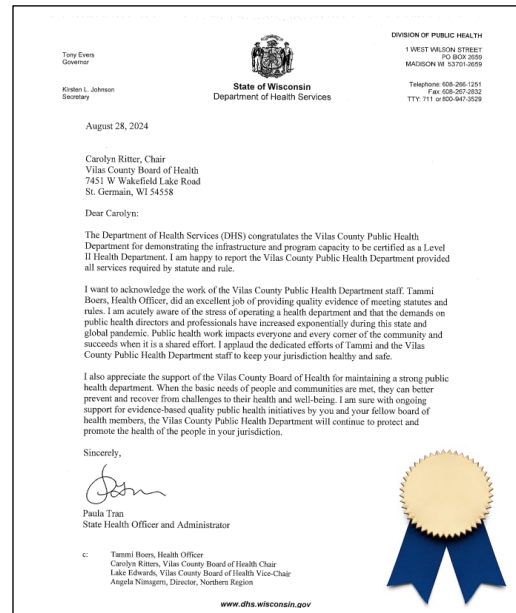 DIVISION OF PUBLIC HEALTH
Tony Evers
Governor
1 WEST WILSON STREET
PO BOX 2659
MADISON WI 53701-2659
Kirsten L. Johnson
Secretary
State of Wisconsin
Department of Health Services
Telephone: 608-266-1251
Fax: 608-267-2832
TTY: 711 or 800-947-3529
August 28, 2024
Carolyn Ritter, Chair
Vilas County Board of Health
7451 W Wakefield Lake Road
St. Germain, WI 54558
Dear Carolyn:
The Department of Health Services (DHS) congratulates the Vilas County Public Health
Department for demonstrating the infrastructure and program capacity to be certified as a Level
II Health Department. I am happy to report the Vilas County Public Health Department provided
all services required by statute and rule.
I want to acknowledge the work of the Vilas County Public Health Department staff. Tammi
Boers, Health Officer, did an excellent job of providing quality evidence of meeting statutes and
rules. I am acutely aware of the stress of operating a health department and that the demands on
public health directors and professionals have increased exponentially during this state and
global pandemic. Public health work impacts everyone and every corner of the community and
succeeds when it is a shared effort. I applaud the dedicated efforts of Tammi and the Vilas
County Public Health Department staff to keep your jurisdiction healthy and safe.
I also appreciate the support of the Vilas County Board of Health for maintaining a strong public
health department. When the basic needs of people and communities are met, they can better
prevent and recover from challenges to their health and well-being. I am sure with ongoing
support for evidence-based quality public health initiatives by you and your fellow board of
health members, the Vilas County Public Health Department will continue to protect and
promote the health of the people in your jurisdiction.
Sincerely,
Paula Tran
State Health Officer and Administrator
c: Tammi Boers, Health Officer
Carolyn Ritters, Vilas County Board of Health Chair
Lake Edwards, Vilas County Board of Health Vice-Chair
Angela Nimsgern, Director, Northern Region
www.dhs.wisconsin.gov